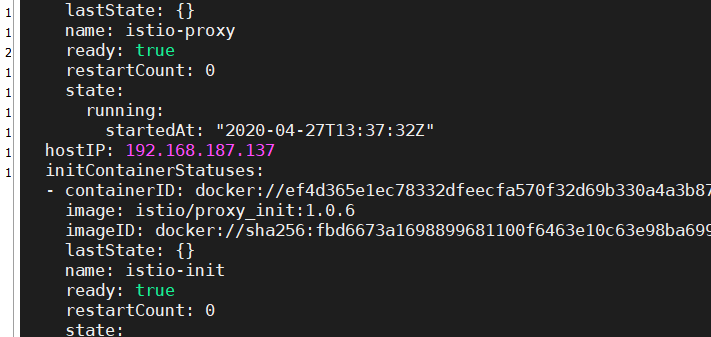 lastState: {}
1 name: istio-proxy
1 ready: true
2 restartCount: 0
1 state:
1 running:
1 startedAt: "2020-04-27T13:37:32Z"
1 hostIP: 192.168.187.137
1 initContainerStatuses:
1 - containerID: docker://ef4d365e1ec78332dfeecfa570f32d69b330a4a3b87
image: istio/proxy_init:1.0.6
imageID: docker://sha256:fbd6673a1698899681100f6463e10c63e98ba699
lastState: {}
name: istio-init
ready: true
restartCount: 0
state: